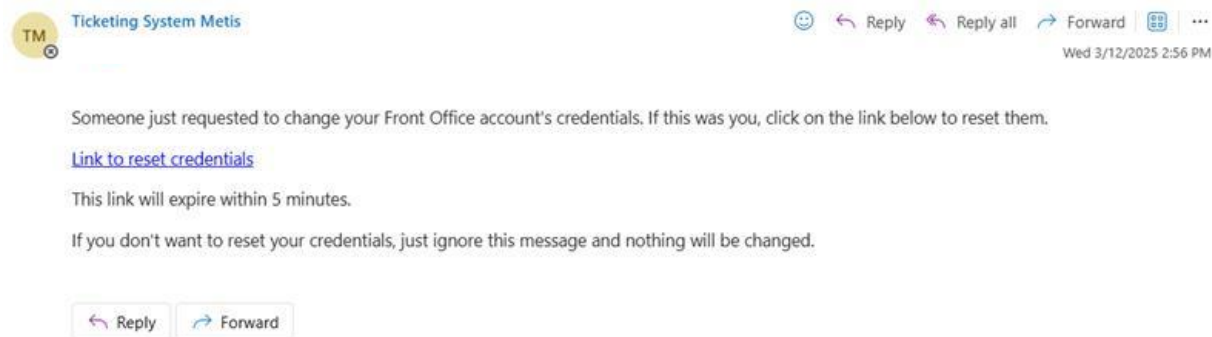 TM
Ticketing System Metis
Reply
Reply all
Forward
Wed 3/12/2025 2:56 PM
Someone just requested to change your Front Office account's credentials. If this was you, click on the link below to reset them.
Link to reset credentials
This link will expire within 5 minutes.
If you don't want to reset your credentials, just ignore this message and nothing will be changed.
Reply
Forward